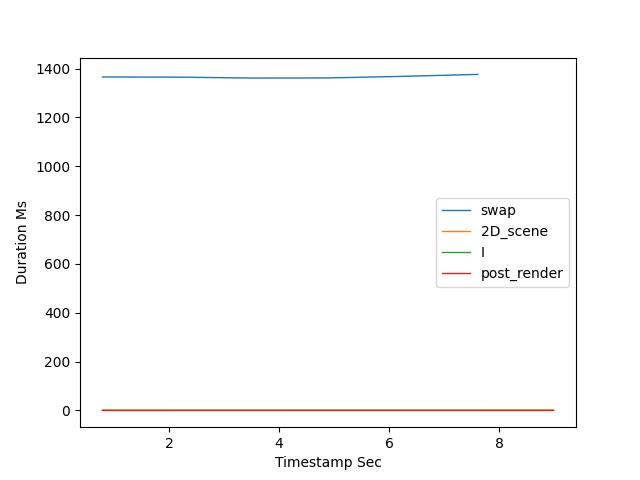 1400
1200
1000
800
600
400
200
0
Duration Ms
swap
2D_scene
I
post_render
2 4 6 8
Timestamp Sec